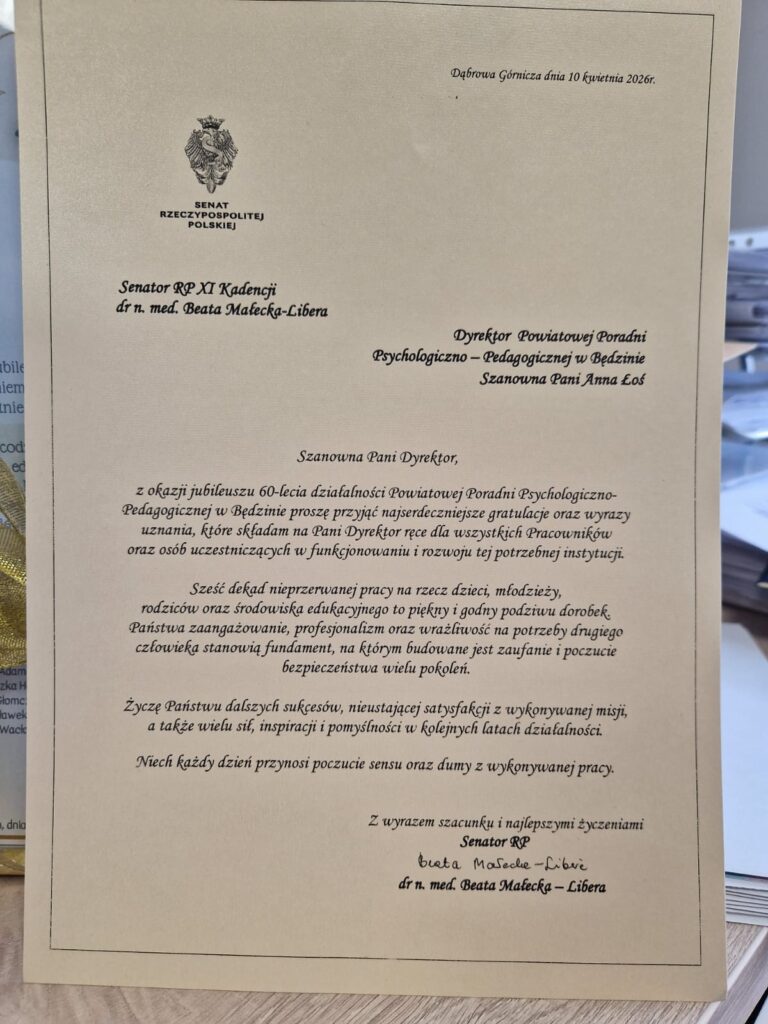 Dąbrowa Górnicza dnia 10 kwietnia 2026r.
SENAT
RZECZYPOSPOLITEJ
POLSKIEJ
Senator RP XI Kadencji
dr n. med. Beata Małecka-Libera
Dyrektor Powiatowej Poradni
Psychologiczno – Pedagogicznej w Będzinie
Szanowna Pani Anna Łoś
Szanowna Pani Dyrektor,
z okazji jubileuszu 60-lecia działalności Powiatowej Poradni Psychologiczno-
Pedagogicznej w Będzinie proszę przyjąć najserdeczniejsze gratulacje oraz wyrazy
uznania, które składam na Pani Dyrektor ręce dla wszystkich Pracowników
oraz osób uczestniczących w funkcjonowaniu i rozwoju tej potrzebnej instytucji.
Sześć dekad nieprzerwanej pracy na rzecz dzieci, młodzieży,
rodziców oraz środowiska edukacyjnego to piękny i godny podziwu dorobek.
Państwa zaangażowanie, profesjonalizm oraz wrażliwość na potrzeby drugiego
człowieka stanowią fundament, na którym budowane jest zaufanie i poczucie
bezpieczeństwa wielu pokoleń.
Życzę Państwu dalszych sukcesów, nieustającej satysfakcji z wykonywanej misji,
a także wielu sił, inspiracji i pomyślności w kolejnych latach działalności.
Niech każdy dzień przynosi poczucie sensu oraz dumy z wykonywanej pracy.
Z wyrazem szacunku i najlepszymi życzeniami
Senator RP
Beata Małecka-Libera
dr n. med. Beata Małecka – Libera